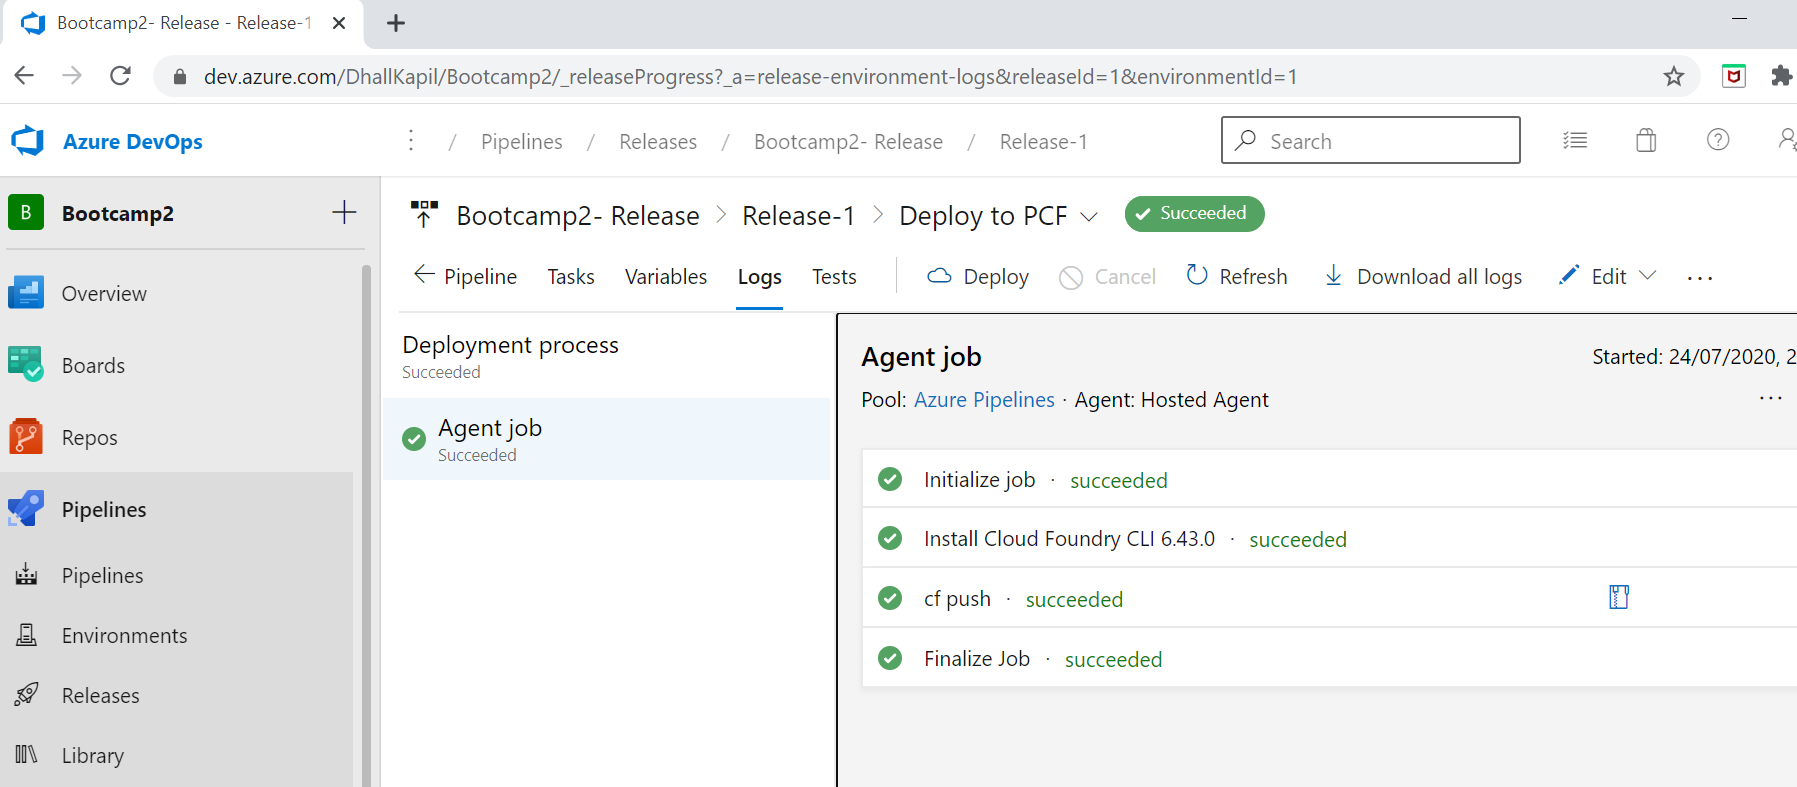 Bootcamp2- Release - Release-1
dev.azure.com/DhallKapil/Bootcamp2/_releaseProgress?_a=release-environment-logs&releaseId=1&environmentId=1
Azure DevOps
/ Pipelines / Releases / Bootcamp2- Release / Release-1
Search
B Bootcamp2
Bootcamp2- Release > Release-1 > Deploy to PCF
Succeeded
Pipeline Tasks Variables Logs Tests Deploy Cancel Refresh Download all logs Edit
Overview
Boards
Repos
Pipelines
Pipelines
Environments
Releases
Library
Deployment process
Succeeded
Agent job
Succeeded
Agent job
Started: 24/07/2020, 2
Pool: Azure Pipelines · Agent: Hosted Agent
Initialize job · succeeded
Install Cloud Foundry CLI 6.43.0 · succeeded
cf push · succeeded
Finalize Job · succeeded